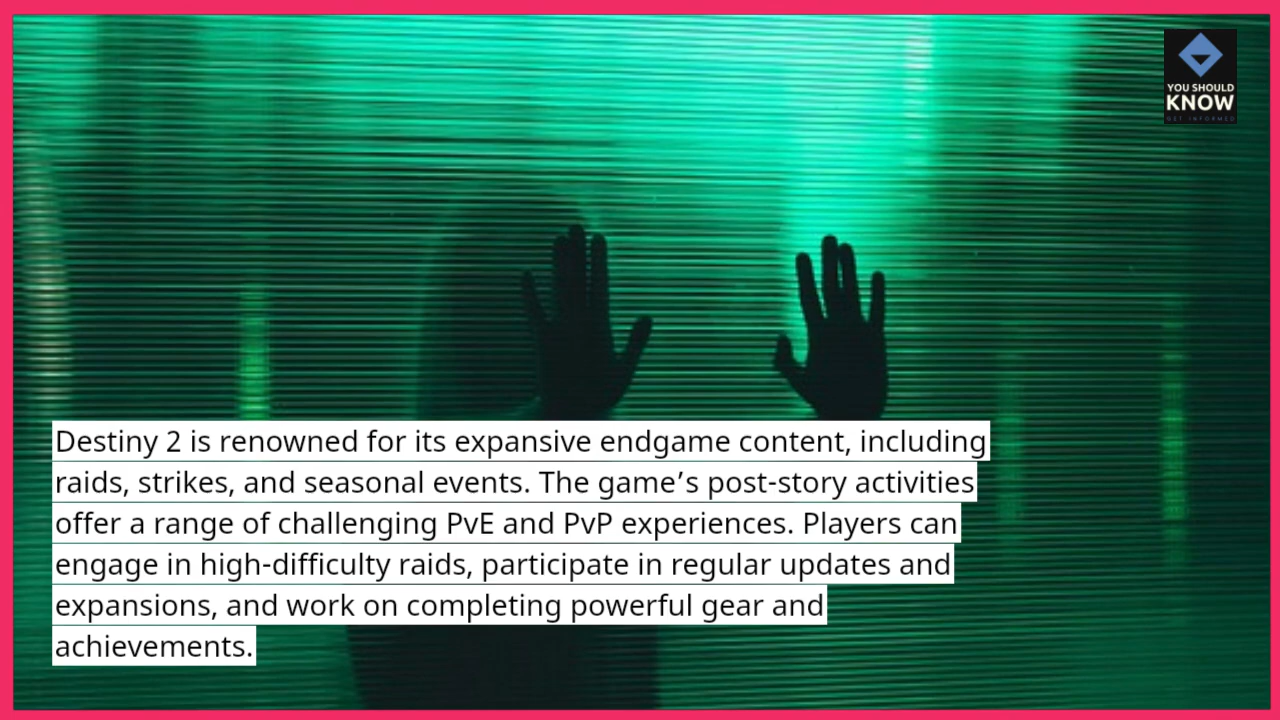 YOU SHOULD
KNOW
GET INFORMED
Destiny 2 is renowned for its expansive endgame content, including
raids, strikes, and seasonal events. The game’s post-story activities
offer a range of challenging PvE and PvP experiences. Players can
engage in high-difficulty raids, participate in regular updates and
expansions, and work on completing powerful gear and
achievements.